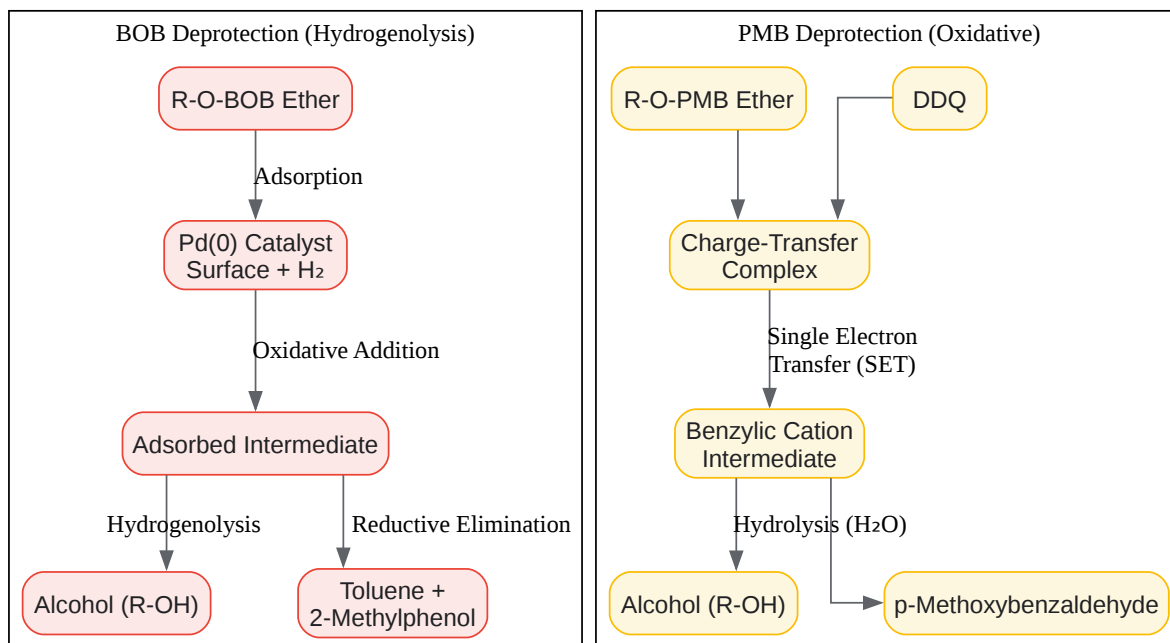 BOB Deprotection (Hydrogenolysis)
R-O-BOB Ether
Adsorption
Pd(0) Catalyst
Surface + H₂
Oxidative Addition
Adsorbed Intermediate
Hydrogenolysis
Reductive Elimination
Alcohol (R-OH)
Toluene +
2-Methylphenol
PMB Deprotection (Oxidative)
R-O-PMB Ether
DDQ
Charge-Transfer
Complex
Single Electron
Transfer (SET)
Benzylic Cation
Intermediate
Hydrolysis (H₂O)
Alcohol (R-OH)
p-Methoxybenzaldehyde